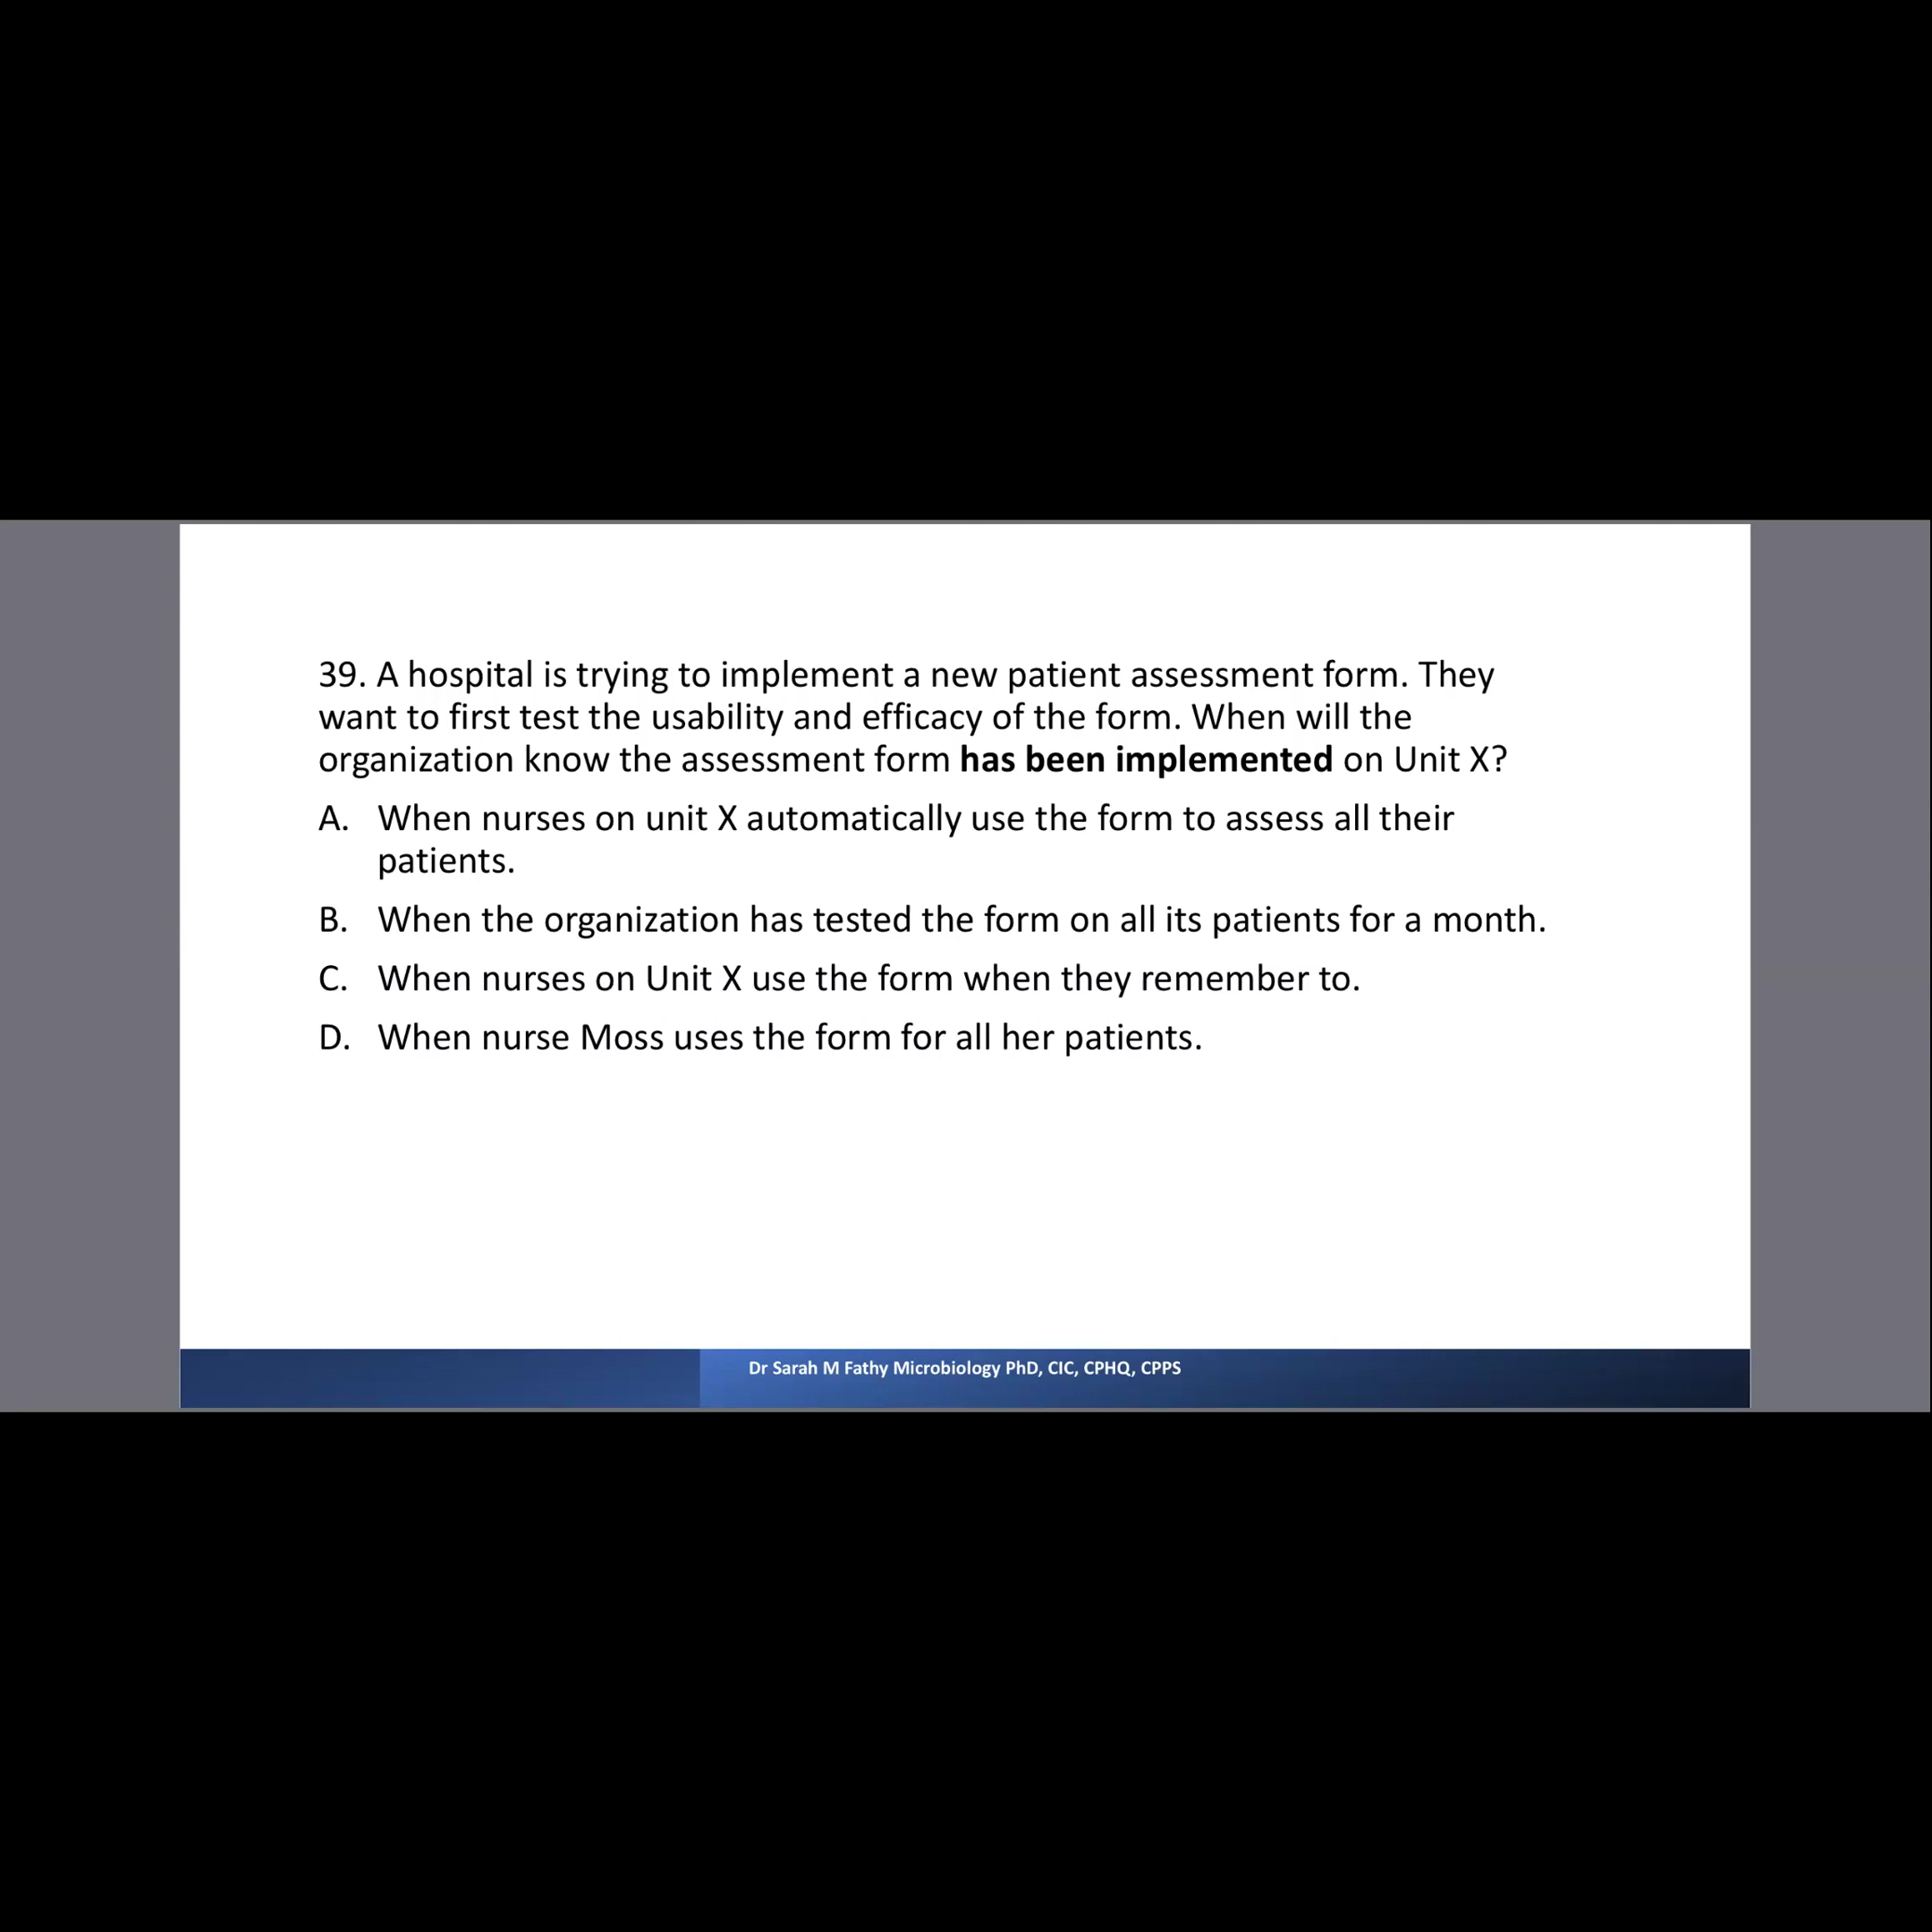 39. A hospital is trying to implement a new patient assessment form. They
want to first test the usability and efficacy of the form. When will the
organization know the assessment form has been implemented on Unit X?
A. When nurses on unit X automatically use the form to assess all their
patients.
B. When the organization has tested the form on all its patients for a month.
C. When nurses on Unit X use the form when they remember to.
D. When nurse Moss uses the form for all her patients.
Dr Sarah M Fathy Microbiology PhD, CIC, CPHQ, CPPS